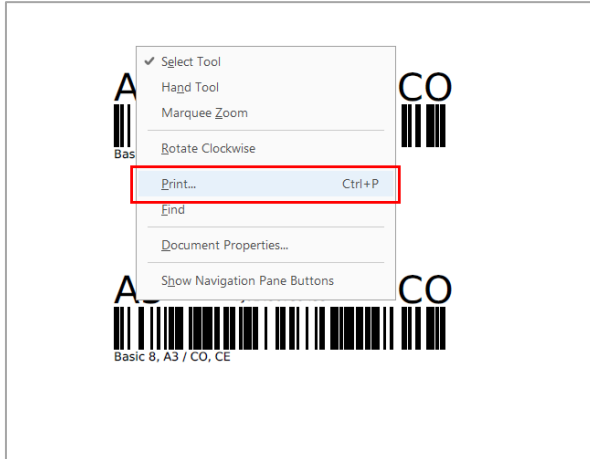 Select Tool
Hand Tool
Marquee Zoom
Rotate Clockwise
Print... Ctrl+P
Find
Document Properties...
Show Navigation Pane Buttons
CO
CO
Basic 8, A3 / CO, CE